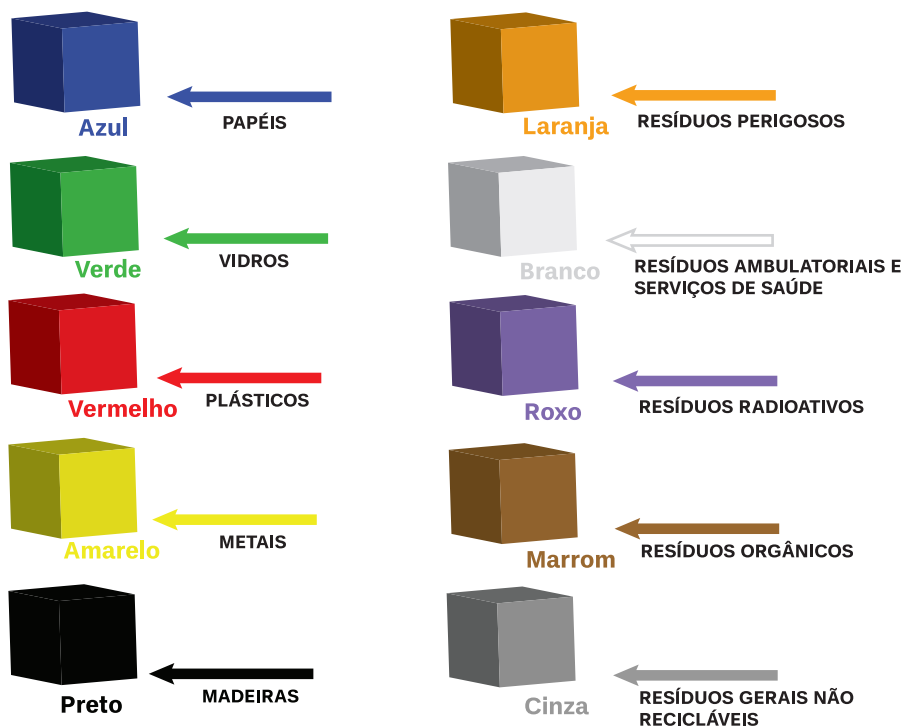 Azul
PAPÉIS
Verde
VIDROS
Vermelho
PLÁSTICOS
Amarelo
METAIS
Preto
MADEIRAS
Laranja
RESÍDUOS PERIGOSOS
Branco
RESÍDUOS AMBULATORIAIS E
SERVIÇOS DE SAÚDE
Roxo
RESÍDUOS RADIOATIVOS
Marrom
RESÍDUOS ORGÂNICOS
Cinza
RESÍDUOS GERAIS NÃO
RECICLÁVEIS